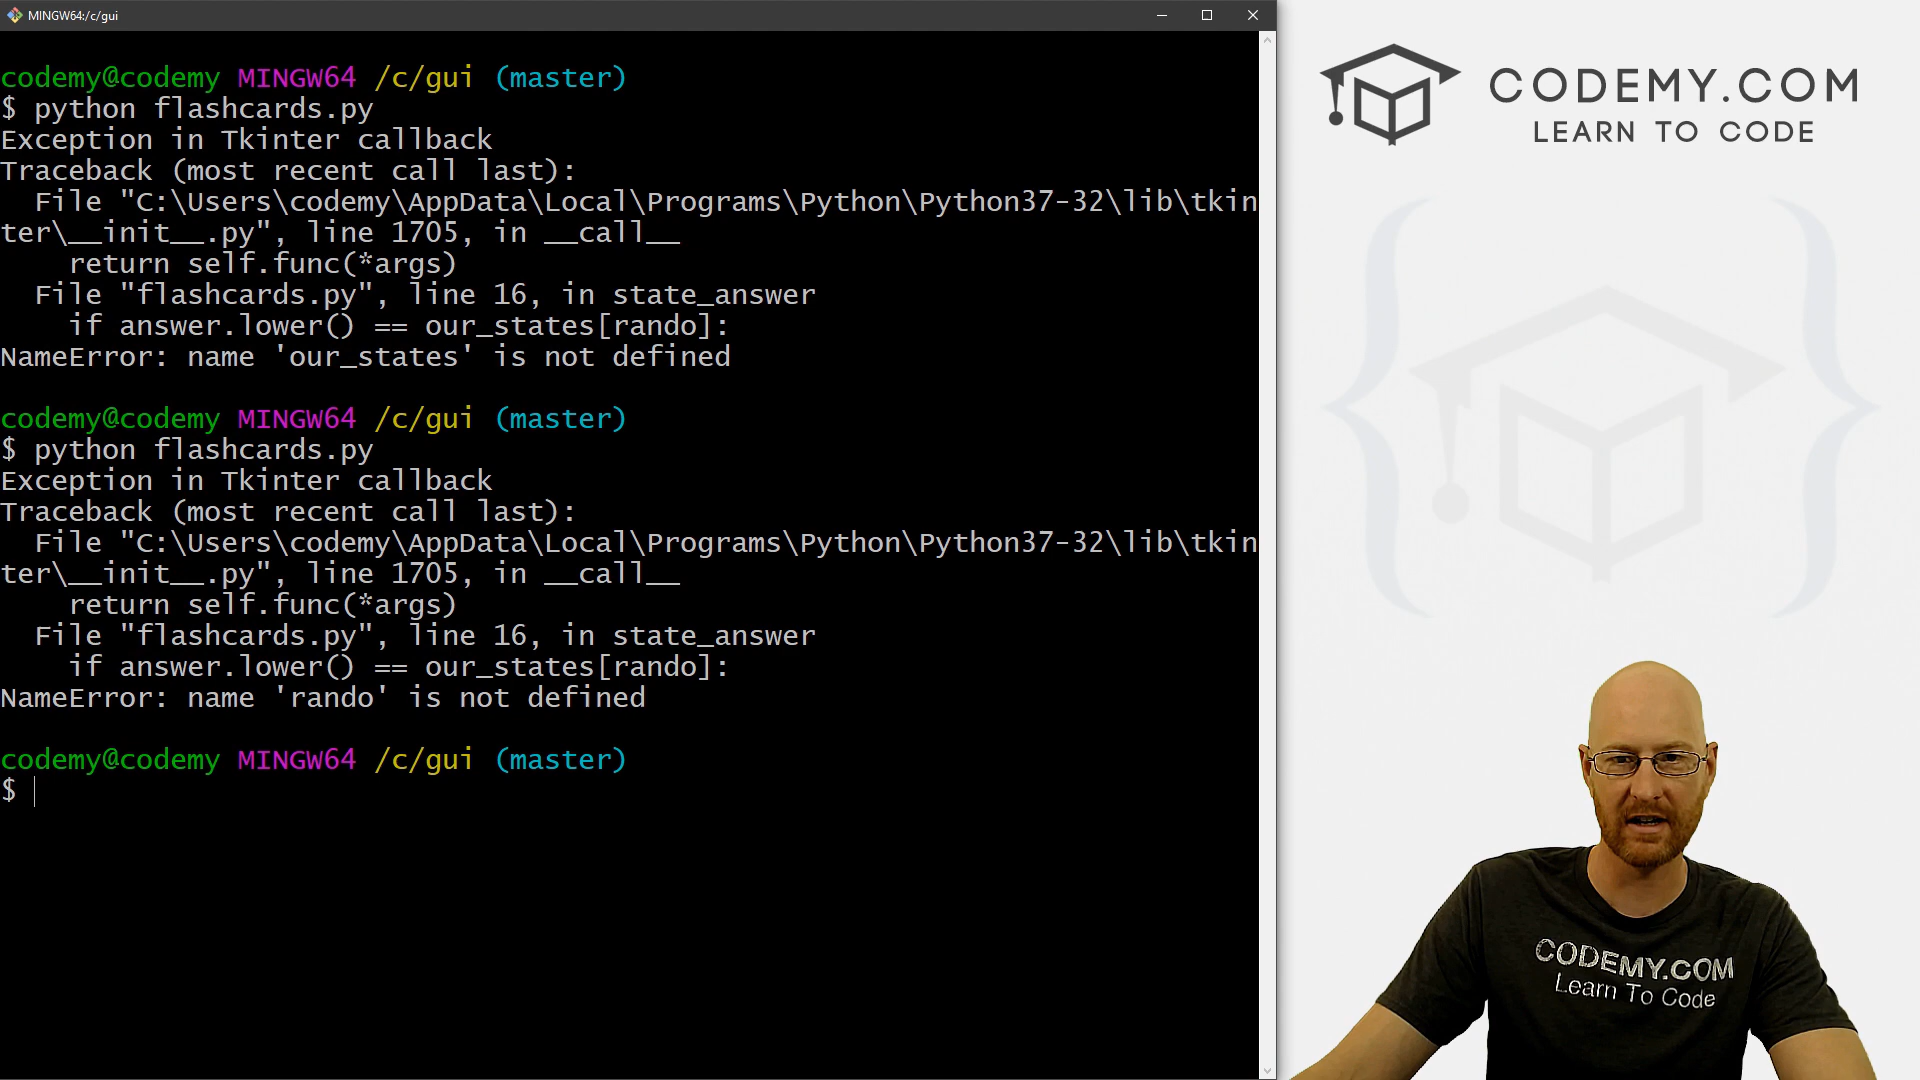 MINGW64:/c/gui
codemy@codemy MINGW64 /c/gui (master)
$ python flashcards.py
Exception in Tkinter callback
Traceback (most recent call last):
  File "C:\Users\codemy\AppData\Local\Programs\Python\Python37-32\lib\tkin
ter\__init__.py", line 1705, in __call__
    return self.func(*args)
  File "flashcards.py", line 16, in state_answer
    if answer.lower() == our_states[rando]:
NameError: name 'our_states' is not defined
codemy@codemy MINGW64 /c/gui (master)
$ python flashcards.py
Exception in Tkinter callback
Traceback (most recent call last):
  File "C:\Users\codemy\AppData\Local\Programs\Python\Python37-32\lib\tkin
ter\__init__.py", line 1705, in __call__
    return self.func(*args)
  File "flashcards.py", line 16, in state_answer
    if answer.lower() == our_states[rando]:
NameError: name 'rando' is not defined
codemy@codemy MINGW64 /c/gui (master)
$
CODEMY.COM
LEARN TO CODE
CODEMY.COM
Learn To Code